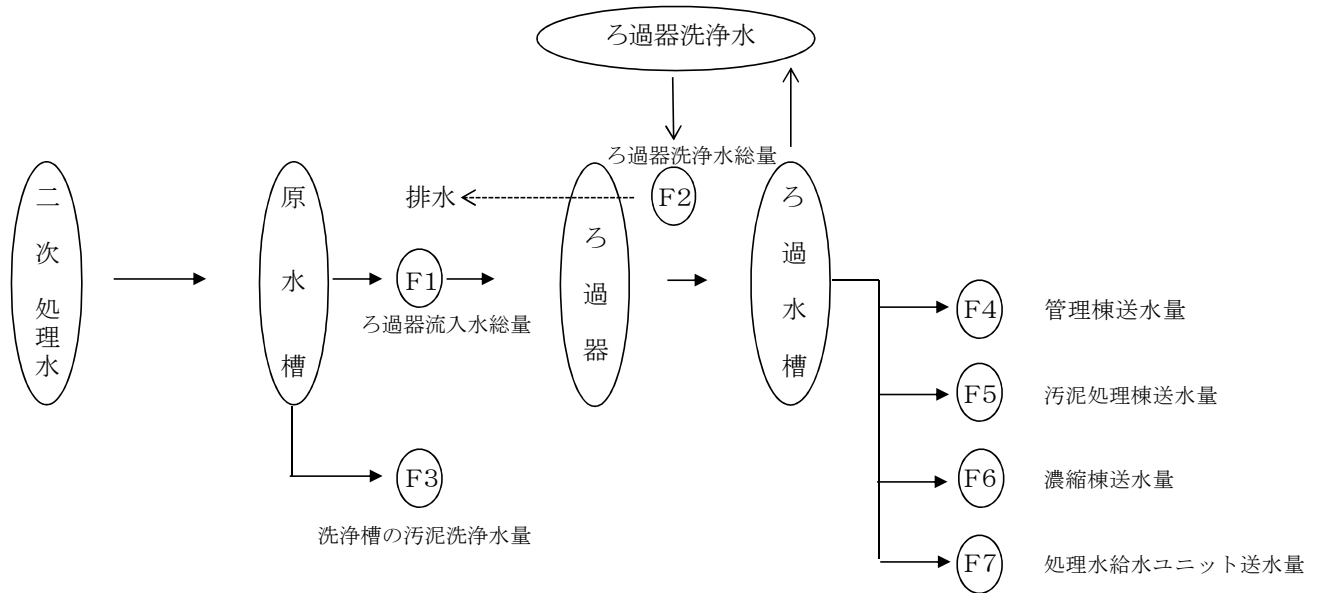 ろ過器洗浄水
ろ過器洗浄水総量
F2
排水
二次処理水
原水槽
F1
ろ過器流入水総量
ろ過器
ろ過水槽
F3
洗浄槽の汚泥洗浄水量
F4 管理棟送水量
F5 汚泥処理棟送水量
F6 濃縮棟送水量
F7 処理水給水ユニット送水量